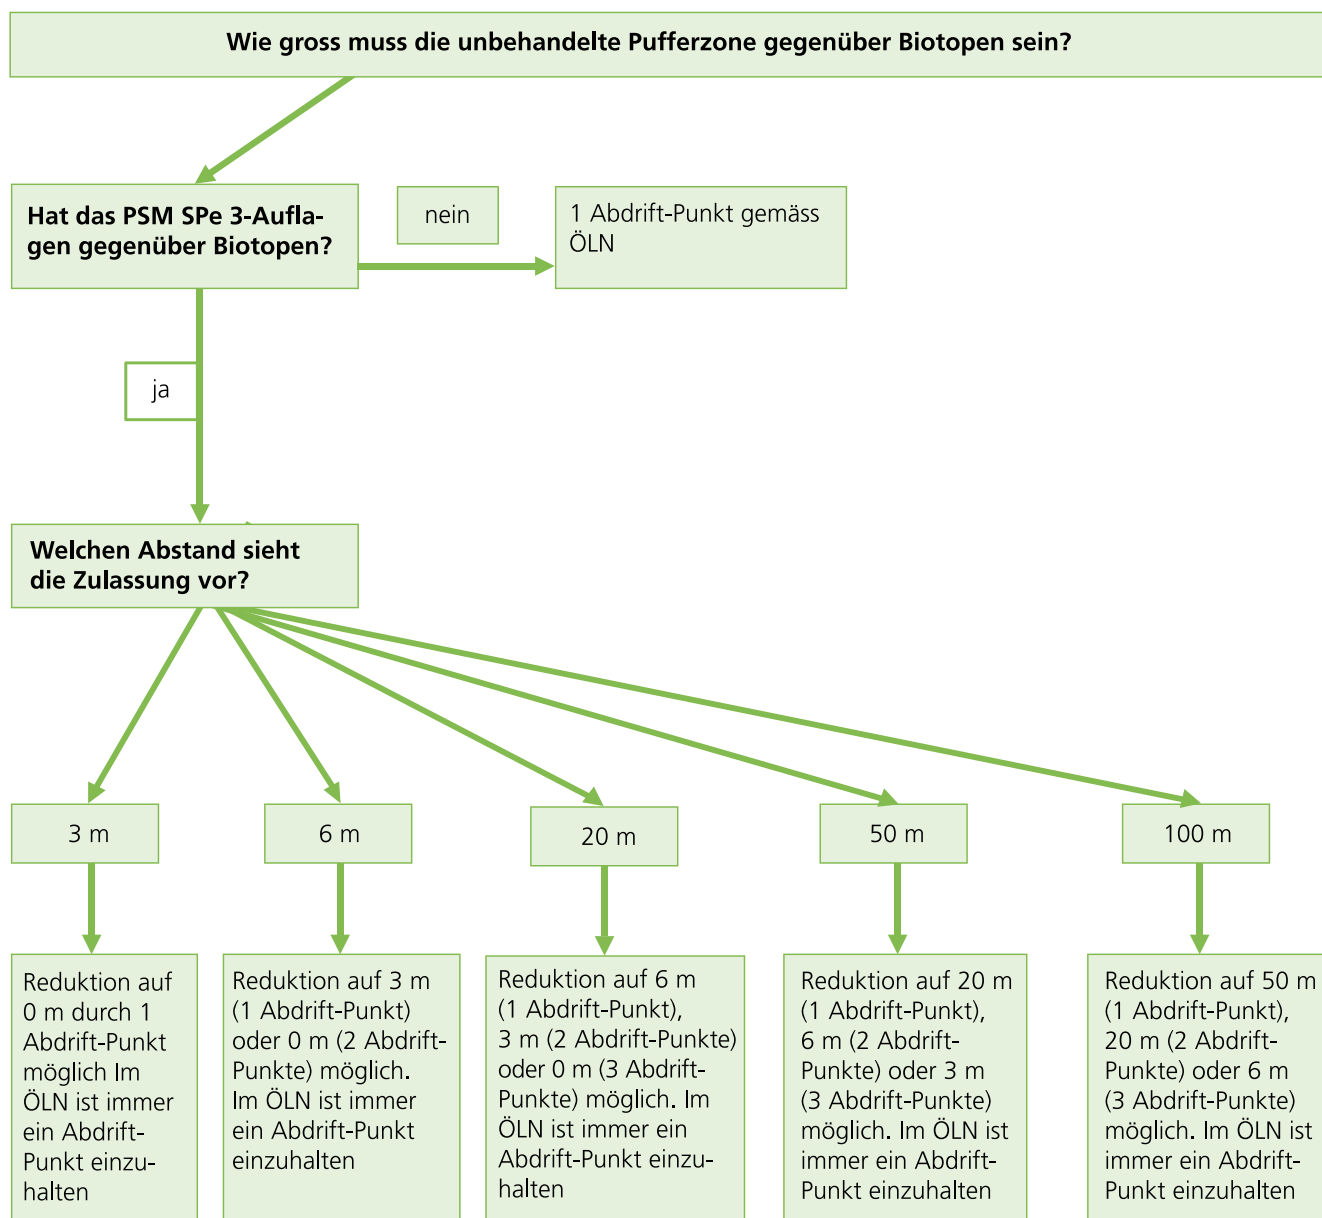 Wie gross muss die unbehandelte Pufferzone gegenüber Biotopen sein?
Hat das PSM SPe 3-Aufla-
gen gegenüber Biotopen?
nein
1 Abdrift-Punkt gemäss
ÖLN
ja
Welchen Abstand sieht
die Zulassung vor?
3 m
6 m
20 m
50 m
100 m
Reduktion auf
0 m durch 1
Abdrift-Punkt
möglich Im
ÖLN ist immer
ein Abdrift-
Punkt einzu-
halten
Reduktion auf 3 m
(1 Abdrift-Punkt)
oder 0 m (2 Abdrift-
Punkte) möglich.
Im ÖLN ist immer
ein Abdrift-Punkt
einzuhalten
Reduktion auf 6 m
(1 Abdrift-Punkt),
3 m (2 Abdrift-Punkte)
oder 0 m (3 Abdrift-
Punkte) möglich. Im
ÖLN ist immer ein
Abdrift-Punkt einzu-
halten
Reduktion auf 20 m
(1 Abdrift-Punkt),
6 m (2 Abdrift-
Punkte) oder 3 m
(3 Abdrift-Punkte)
möglich. Im ÖLN ist
immer ein Abdrift-
Punkt einzuhalten
Reduktion auf 50 m
(1 Abdrift-Punkt),
20 m (2 Abdrift-
Punkte) oder 6 m
(3 Abdrift-Punkte)
möglich. Im ÖLN ist
immer ein Abdrift-
Punkt einzuhalten